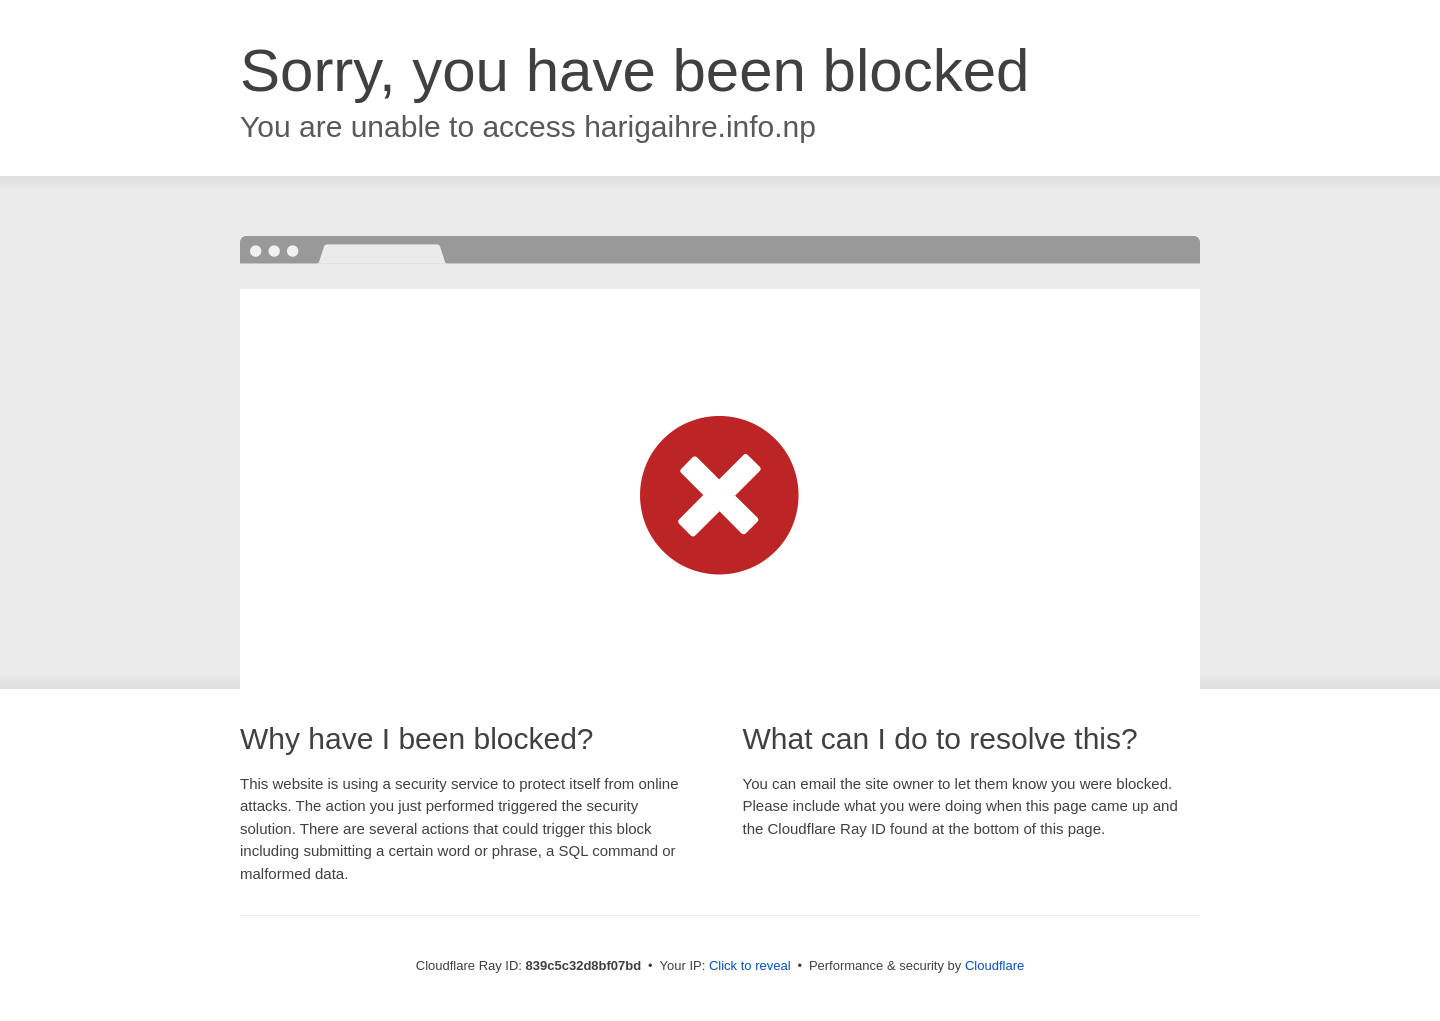 Sorry, you have been blocked
You are unable to access harigaihre.info.np
Why have I been blocked?
This website is using a security service to protect itself from online
attacks. The action you just performed triggered the security
solution. There are several actions that could trigger this block
including submitting a certain word or phrase, a SQL command or
malformed data.
What can I do to resolve this?
You can email the site owner to let them know you were blocked.
Please include what you were doing when this page came up and
the Cloudflare Ray ID found at the bottom of this page.
Cloudflare Ray ID: 839c5c32d8bf07bd • Your IP: Click to reveal • Performance & security by Cloudflare